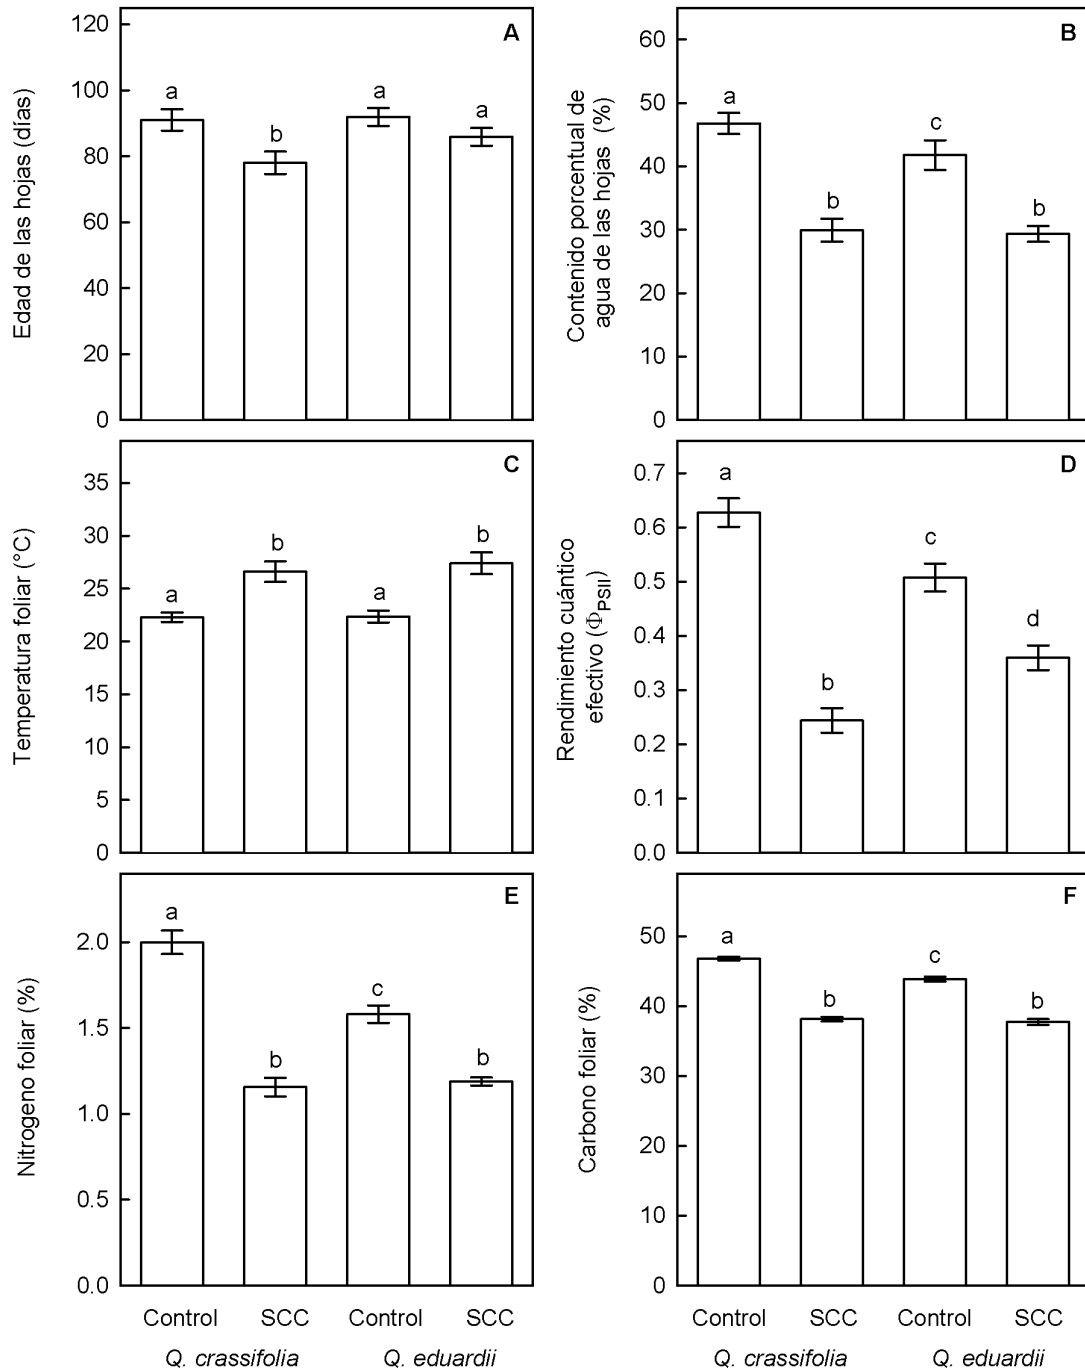 A
Edad de las hojas (días)
120
100
80
60
40
20
0
a
b
a
a
B
Contenido porcentual de
agua de las hojas (%)
60
50
40
30
20
10
0
a
b
c
b
C
Temperatura foliar (°C)
35
30
25
20
15
10
5
0
a
b
a
b
D
Rendimiento cuántico
efectivo (ΦPSII)
0.7
0.6
0.5
0.4
0.3
0.2
0.1
0.0
a
b
c
d
E
Nitrogeno foliar (%)
2.0
1.5
1.0
0.5
0.0
a
b
c
b
Control SCC Control SCC
Q. crassifolia Q. eduardii
F
Carbono foliar (%)
50
40
30
20
10
0
a
b
c
b
Control SCC Control SCC
Q. crassifolia Q. eduardii